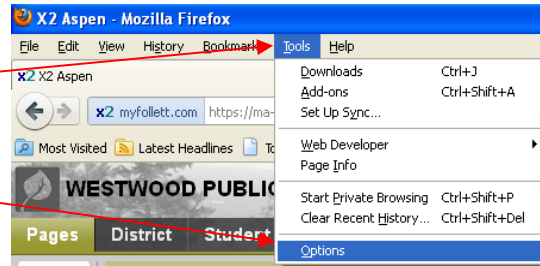 X2 Aspen - Mozilla Firefox
File Edit View History Bookmark Tools Help
x2 X2 Aspen
x2 myfollett.com https://ma-
Most Visited Latest Headlines
WESTWOOD PUBLIC
Pages District Student
Downloads Ctrl+J
Add-ons Ctrl+Shift+A
Set Up Sync...
Web Developer
Page Info
Start Private Browsing Ctrl+Shift+P
Clear Recent History... Ctrl+Shift+Del
Options